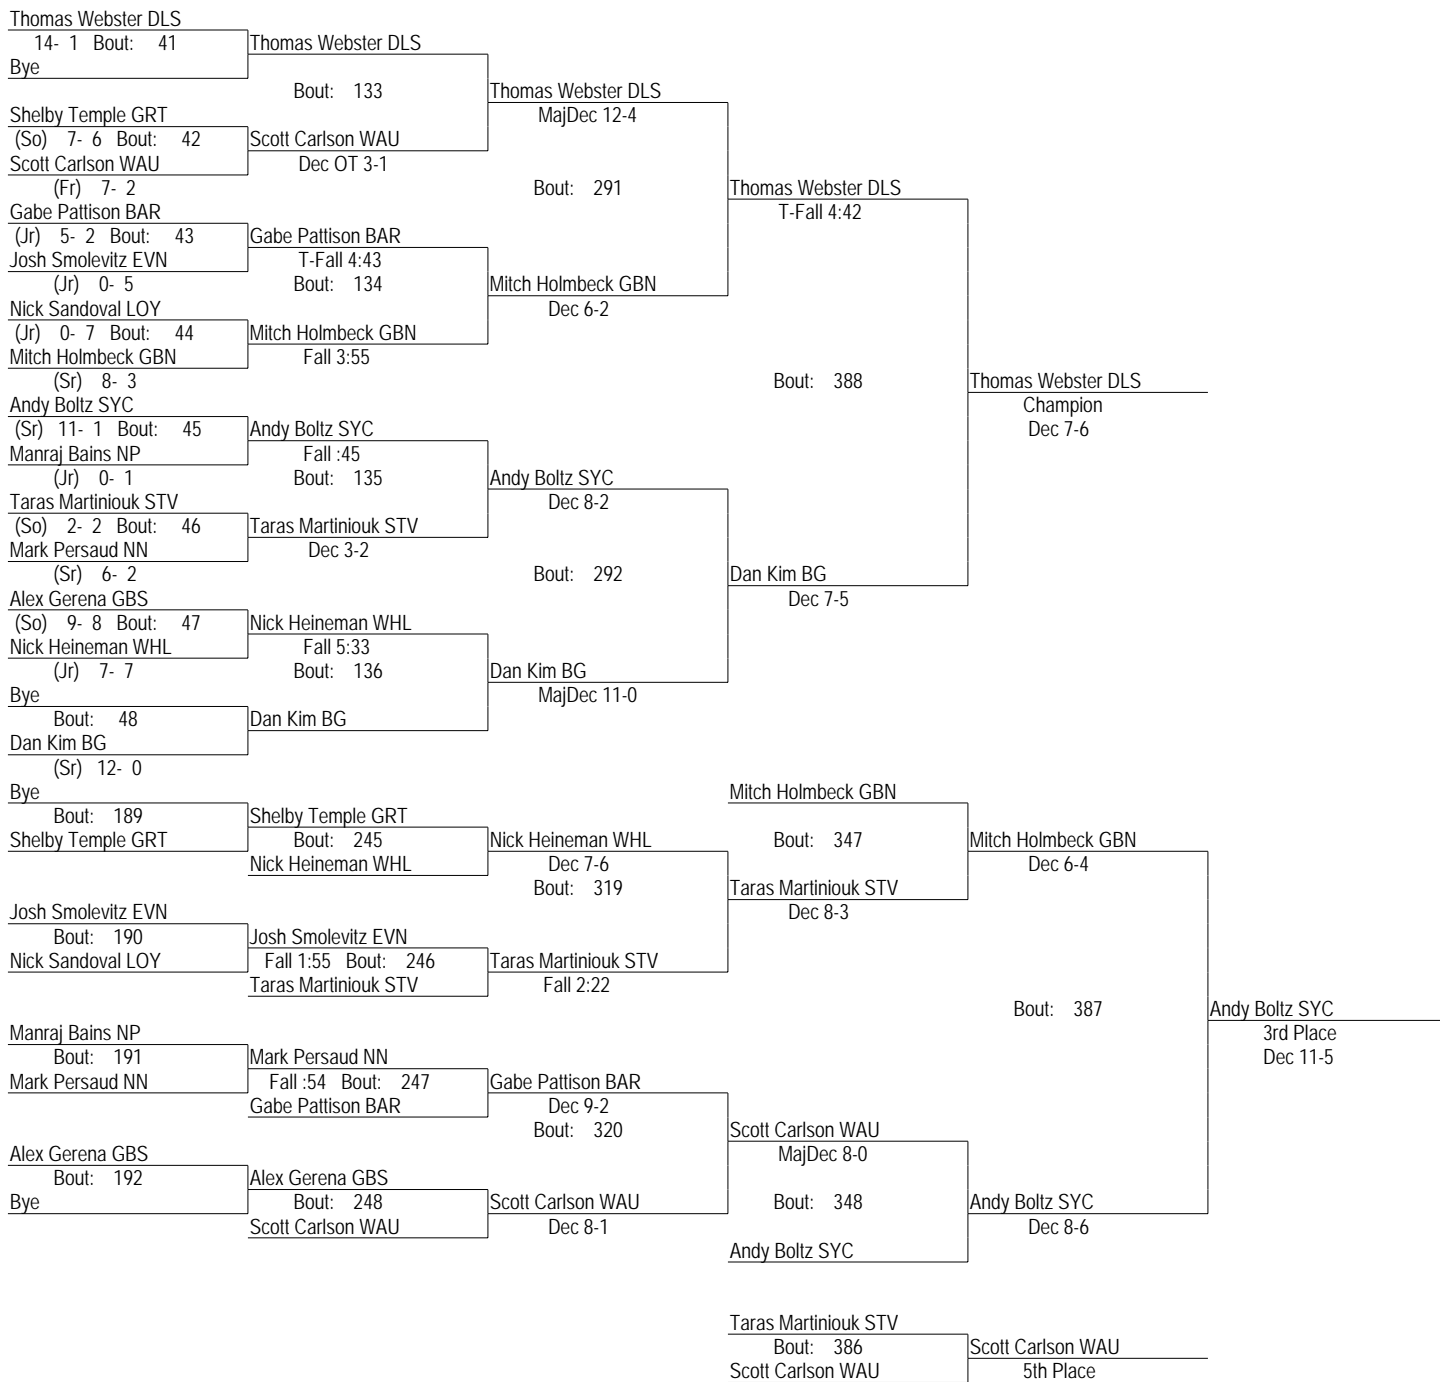 Thomas Webster DLS
14- 1 Bout: 41
Thomas Webster DLS
Bye
Bout: 133
Thomas Webster DLS
Shelby Temple GRT
MajDec 12-4
(So) 7- 6 Bout: 42
Scott Carlson WAU
Scott Carlson WAU
Dec OT 3-1
(Fr) 7- 2
Bout: 291
Thomas Webster DLS
Gabe Pattison BAR
T-Fall 4:42
(Jr) 5- 2 Bout: 43
Gabe Pattison BAR
Josh Smolevitz EVN
T-Fall 4:43
(Jr) 0- 5
Bout: 134
Mitch Holmbeck GBN
Nick Sandoval LOY
Dec 6-2
(Jr) 0- 7 Bout: 44
Mitch Holmbeck GBN
Mitch Holmbeck GBN
Fall 3:55
(Sr) 8- 3
Bout: 388
Thomas Webster DLS
Andy Boltz SYC
Champion
(Sr) 11- 1 Bout: 45
Andy Boltz SYC
Dec 7-6
Manraj Bains NP
Fall :45
(Jr) 0- 1
Bout: 135
Andy Boltz SYC
Taras Martiniouk STV
Dec 8-2
(So) 2- 2 Bout: 46
Taras Martiniouk STV
Mark Persaud NN
Dec 3-2
(Sr) 6- 2
Bout: 292
Dan Kim BG
Alex Gerena GBS
Dec 7-5
(So) 9- 8 Bout: 47
Nick Heineman WHL
Nick Heineman WHL
Fall 5:33
(Jr) 7- 7
Bout: 136
Dan Kim BG
Bye
MajDec 11-0
Bout: 48
Dan Kim BG
Dan Kim BG
(Sr) 12- 0
Bye
Mitch Holmbeck GBN
Bout: 189
Shelby Temple GRT
Shelby Temple GRT
Bout: 245
Nick Heineman WHL
Bout: 347
Mitch Holmbeck GBN
Nick Heineman WHL
Dec 7-6
Dec 6-4
Bout: 319
Taras Martiniouk STV
Josh Smolevitz EVN
Dec 8-3
Bout: 190
Josh Smolevitz EVN
Nick Sandoval LOY
Fall 1:55 Bout: 246
Taras Martiniouk STV
Taras Martiniouk STV
Fall 2:22
Bout: 387
Andy Boltz SYC
Manraj Bains NP
3rd Place
Bout: 191
Mark Persaud NN
Dec 11-5
Mark Persaud NN
Fall :54 Bout: 247
Gabe Pattison BAR
Gabe Pattison BAR
Dec 9-2
Bout: 320
Scott Carlson WAU
Alex Gerena GBS
MajDec 8-0
Bout: 192
Alex Gerena GBS
Bye
Bout: 248
Scott Carlson WAU
Bout: 348
Andy Boltz SYC
Scott Carlson WAU
Dec 8-1
Dec 8-6
Andy Boltz SYC
Taras Martiniouk STV
Bout: 386
Scott Carlson WAU
Scott Carlson WAU
5th Place